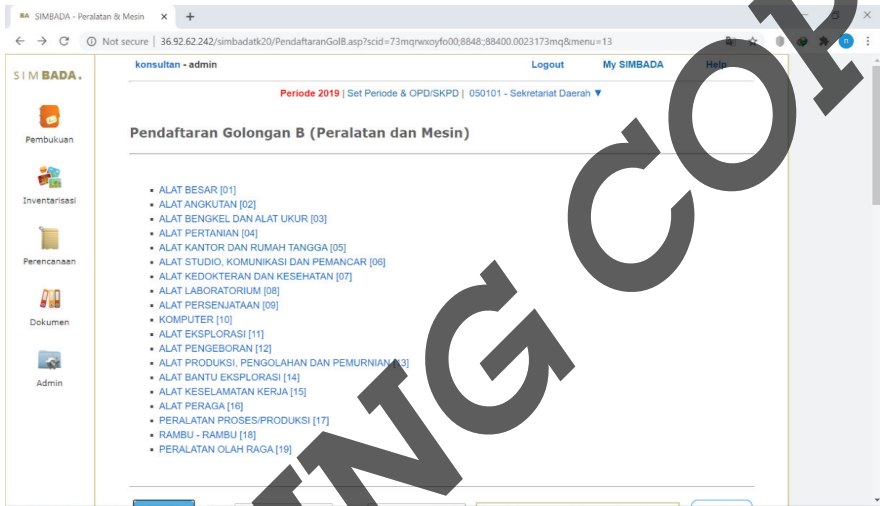 SIMBADA - Peralatan & Mesin
Not secure | 36.92.62.242/simbadatk20/PendaftaranGolB.asp?scid=73mqrwxoyfo00;8848;;88400.0023173mq&menu=13
SIMBADA.
konsultan - admin Logout My SIMBADA Help
Periode 2019 | Set Periode & OPD/SKPD | 050101 - Sekretariat Daerah ▼
Pembukuan
Inventarisasi
Perencanaan
Dokumen
Admin
Pendaftaran Golongan B (Peralatan dan Mesin)
ALAT BESAR [01]
ALAT ANGKUTAN [02]
ALAT BENGKEL DAN ALAT UKUR [03]
ALAT PERTANIAN [04]
ALAT KANTOR DAN RUMAH TANGGA [05]
ALAT STUDIO, KOMUNIKASI DAN PEMANCAR [06]
ALAT KEDOKTERAN DAN KESEHATAN [07]
ALAT LABORATORIUM [08]
ALAT PERSENJATAAN [09]
KOMPUTER [10]
ALAT EKSPLORASI [11]
ALAT PENGEBORAN [12]
ALAT PRODUKSI, PENGOLAHAN DAN PEMURNIAN [13]
ALAT BANTU EKSPLORASI [14]
ALAT KESELAMATAN KERJA [15]
ALAT PERAGA [16]
PERALATAN PROSES/PRODUKSI [17]
RAMBU - RAMBU [18]
PERALATAN OLAH RAGA [19]